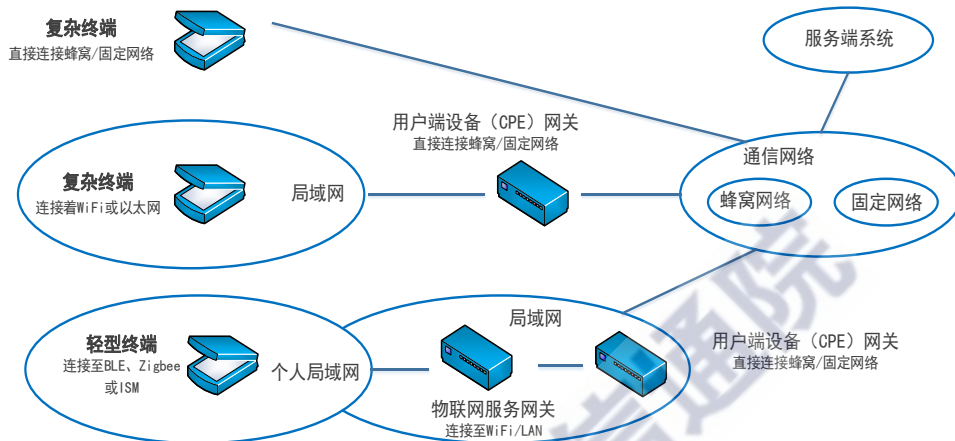 复杂终端
直接连接蜂窝/固定网络
服务端系统
用户端设备（CPE）网关
直接连接蜂窝/固定网络
通信网络
蜂窝网络
固定网络
复杂终端
连接着WiFi或以太网
局域网
轻型终端
连接至BLE、Zigbee
或ISM
个人局域网
局域网
物联网服务网关
连接至WiFi/LAN
用户端设备（CPE）网关
直接连接蜂窝/固定网络
信通院